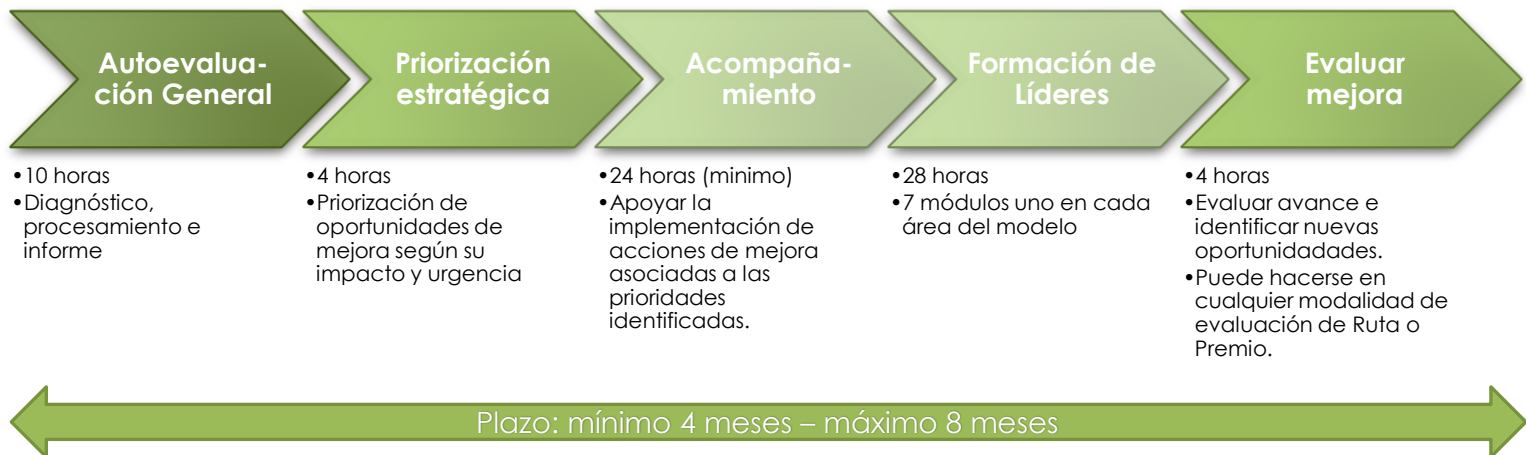 Autoevalua-
ción General
Priorización
estratégica
Acompaña-
miento
Formación de
Líderes
Evaluar
mejora
•10 horas
•Diagnóstico,
procesamiento e
informe
•4 horas
•Priorización de
oportunidades de
mejora según su
impacto y urgencia
•24 horas (minimo)
•Apoyar la
implementación de
acciones de mejora
asociadas a las
prioridades
identificadas.
•28 horas
•7 módulos uno en cada
área del modelo
•4 horas
•Evaluar avance e
identificar nuevas
oportunidadades.
•Puede hacerse en
cualquier modalidad de
evaluación de Ruta o
Premio.
Plazo: mínimo 4 meses – máximo 8 meses